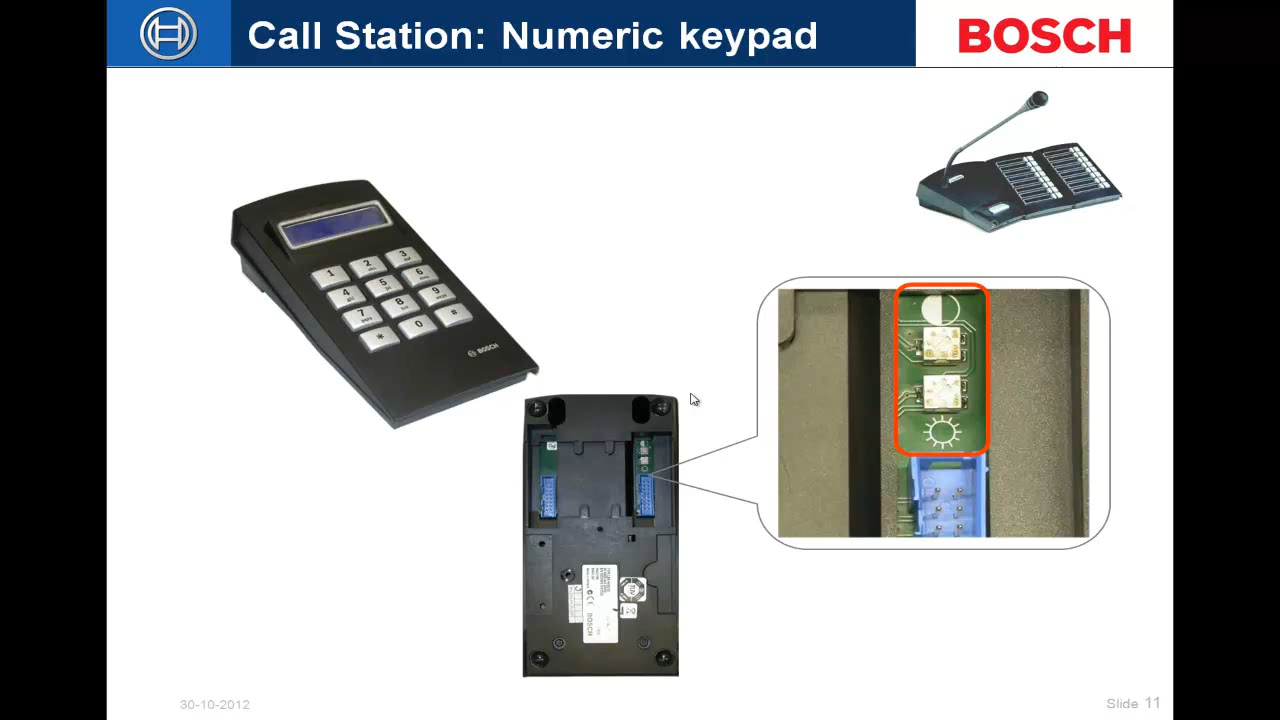 Call Station: Numeric keypad
BOSCH
1 2 3
4 5 6
7 8 9
* 0 #
BOSCH
BOSCH
30-10-2012
Slide 11